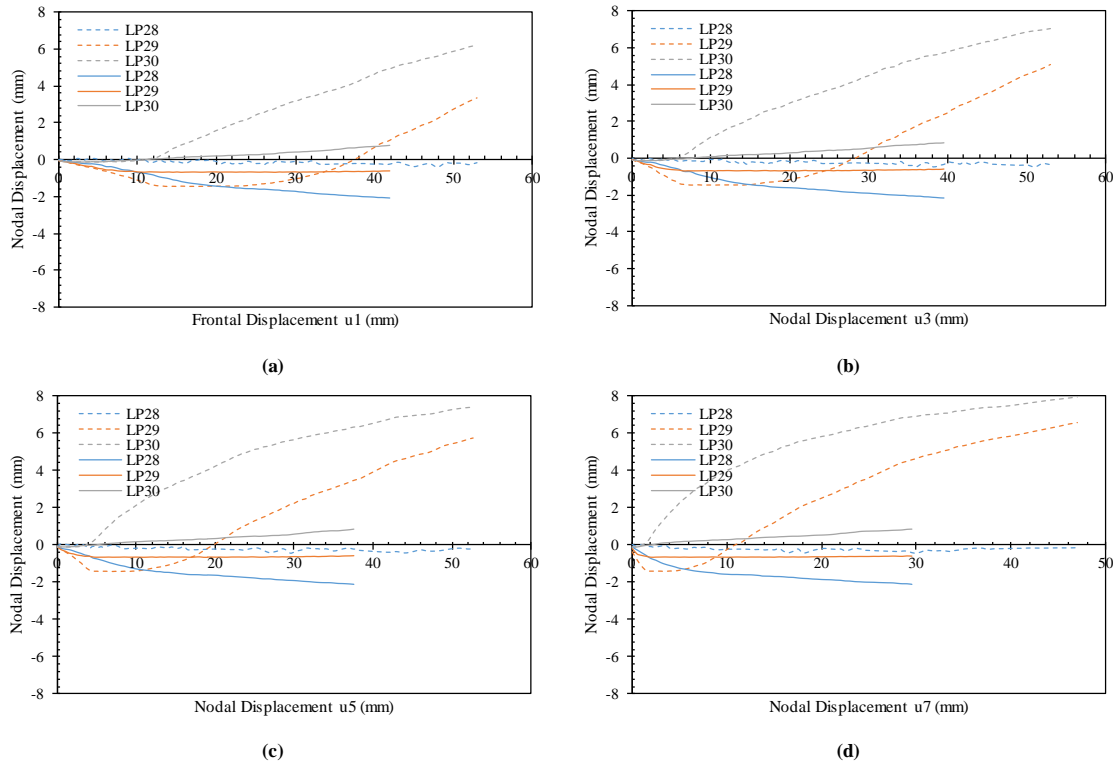 8
6
4
2
0
-2
-4
-6
-8
Nodal Displacement (mm)
LP28
LP29
LP30
LP28
LP29
LP30
0 10 20 30 40 50 60
Frontal Displacement u1 (mm)
(a)
8
6
4
2
0
-2
-4
-6
-8
Nodal Displacement (mm)
LP28
LP29
LP30
LP28
LP29
LP30
0 10 20 30 40 50 60
Nodal Displacement u3 (mm)
(b)
8
6
4
2
0
-2
-4
-6
-8
Nodal Displacement (mm)
LP28
LP29
LP30
LP28
LP29
LP30
0 10 20 30 40 50 60
Nodal Displacement u5 (mm)
(c)
8
6
4
2
0
-2
-4
-6
-8
Nodal Displacement (mm)
LP28
LP29
LP30
LP28
LP29
LP30
0 10 20 30 40 50
Nodal Displacement u7 (mm)
(d)